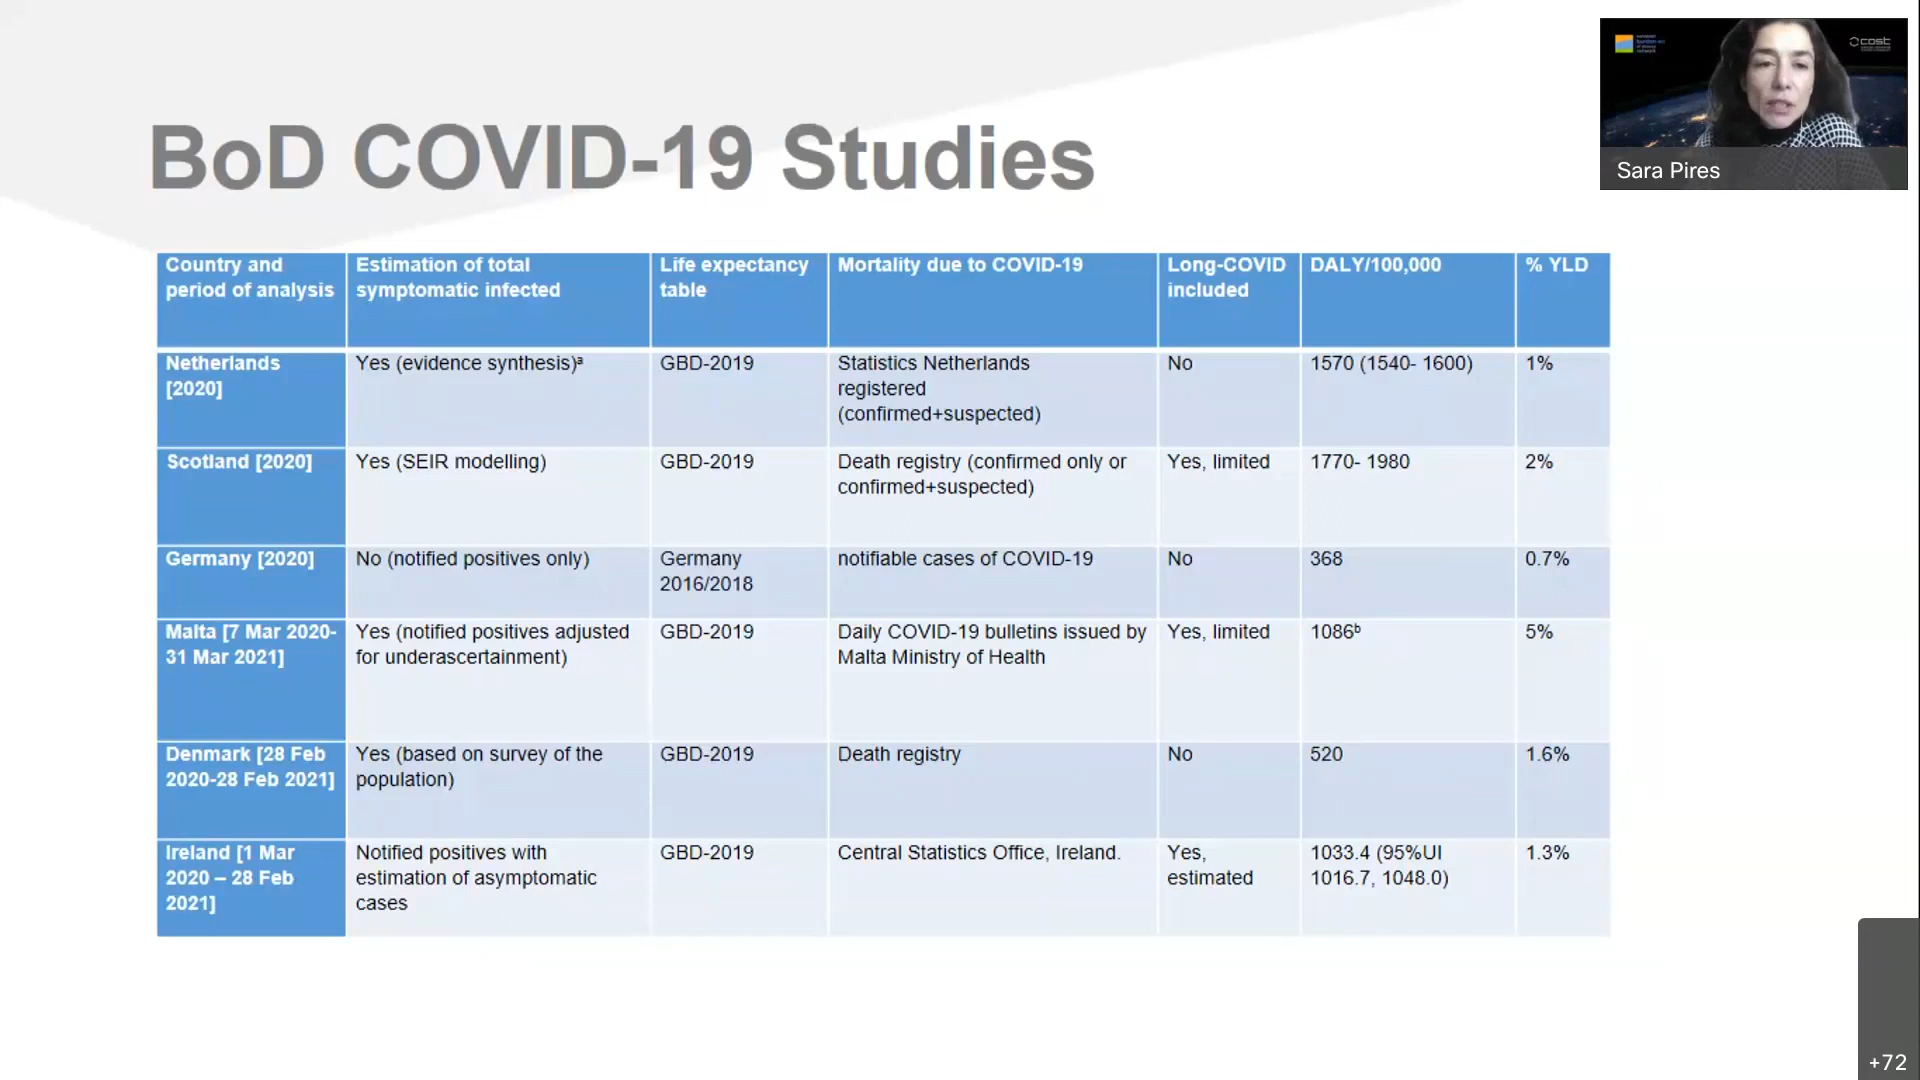 BoD COVID-19 Studies
cost
Sara Pires
Country and
period of analysis
Estimation of total
symptomatic infected
Life expectancy
table
Mortality due to COVID-19
Long-COVID
included
DALY/100,000
% YLD
Netherlands
[2020]
Yes (evidence synthesis)ª
GBD-2019
Statistics Netherlands
registered
(confirmed+suspected)
No
1570 (1540- 1600)
1%
Scotland [2020]
Yes (SEIR modelling)
GBD-2019
Death registry (confirmed only or
confirmed+suspected)
Yes, limited
1770- 1980
2%
Germany [2020]
No (notified positives only)
Germany
2016/2018
notifiable cases of COVID-19
No
368
0.7%
Malta [7 Mar 2020-
31 Mar 2021]
Yes (notified positives adjusted
for underascertainment)
GBD-2019
Daily COVID-19 bulletins issued by
Malta Ministry of Health
Yes, limited
1086ᵇ
5%
Denmark [28 Feb
2020-28 Feb 2021]
Yes (based on survey of the
population)
GBD-2019
Death registry
No
520
1.6%
Ireland [1 Mar
2020 – 28 Feb
2021]
Notified positives with
estimation of asymptomatic
cases
GBD-2019
Central Statistics Office, Ireland.
Yes,
estimated
1033.4 (95%UI
1016.7, 1048.0)
1.3%
+72